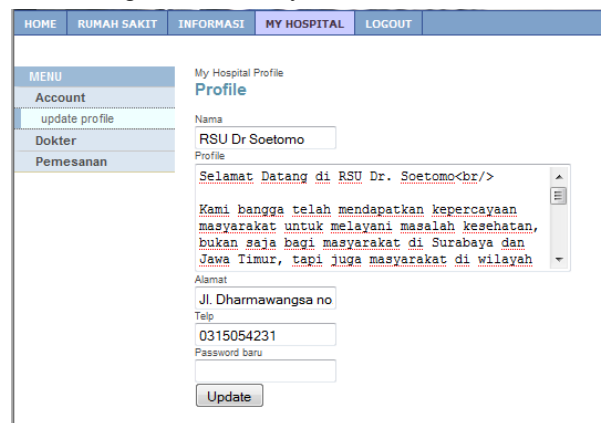 HOME RUMAH SAKIT INFORMASI MY HOSPITAL LOGOUT
MENU
Account
update profile
Dokter
Pemesanan
My Hospital Profile
Profile
Nama
RSU Dr Soetomo
Profile
Selamat Datang di RSU Dr. Soetomo<br/>
Kami bangga telah mendapatkan kepercayaan
masyarakat untuk melayani masalah kesehatan,
bukan saja bagi masyarakat di Surabaya dan
Jawa Timur, tapi juga masyarakat di wilayah
Alamat
Jl. Dharmawangsa no
Telp
0315054231
Password baru
Update